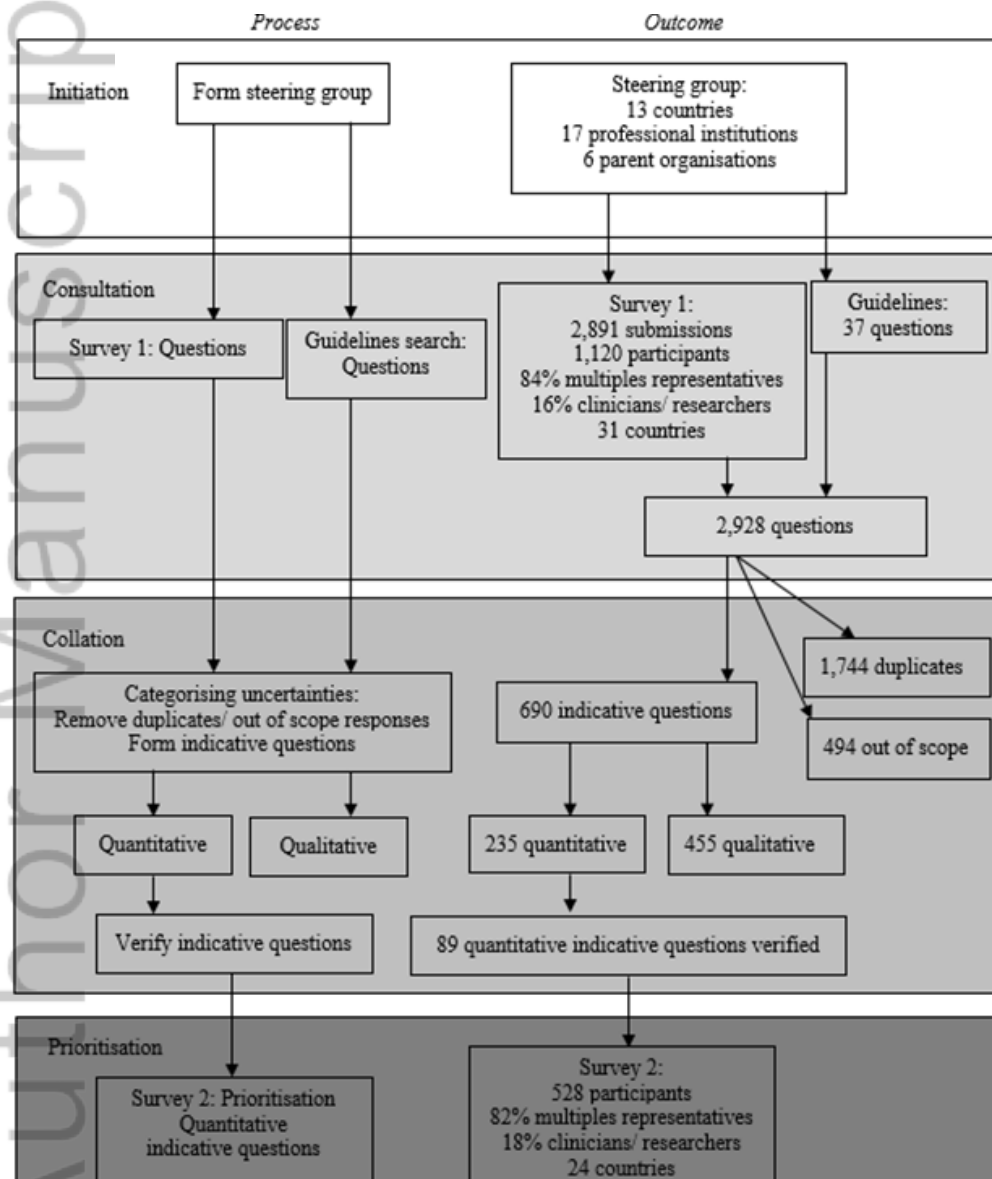 Process
Outcome
Initiation
Form steering group
Steering group:
13 countries
17 professional institutions
6 parent organisations
Consultation
Survey 1: Questions
Guidelines search:
Questions
Survey 1:
2,891 submissions
1,120 participants
84% multiples representatives
16% clinicians/ researchers
31 countries
Guidelines:
37 questions
2,928 questions
Collation
Categorising uncertainties:
Remove duplicates/ out of scope responses
Form indicative questions
690 indicative questions
1,744 duplicates
494 out of scope
Quantitative
Qualitative
235 quantitative
455 qualitative
Verify indicative questions
89 quantitative indicative questions verified
Prioritisation
Survey 2: Prioritisation
Quantitative
indicative questions
Survey 2:
528 participants
82% multiples representatives
18% clinicians/ researchers
24 countries
Author Manuscrip